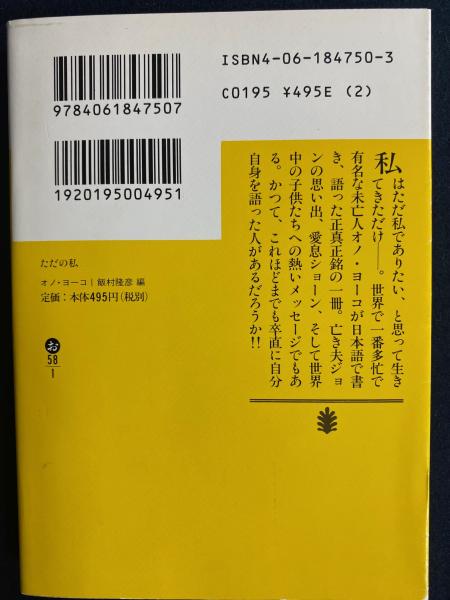 ISBN4-06-184750-3
C0195 ¥495E (2)
9784061847507
1920195004951
私はただ私でありたい、と思って生き
てきただけ――。世界で一番多忙で
有名な未亡人オノ・ヨーコが日本語で書
き、語った正真正銘の一冊。亡き夫ジョ
ンの思い出、愛息ショーン、そして世界
中の子供たちへの熱いメッセージでもあ
る。かつて、これほどまでも卒直に自分
自身を語った人があるだろうか!!
ただの私
オノ・ヨーコ|飯村隆彦 編
定価:本体495円(税別)
お
58
1